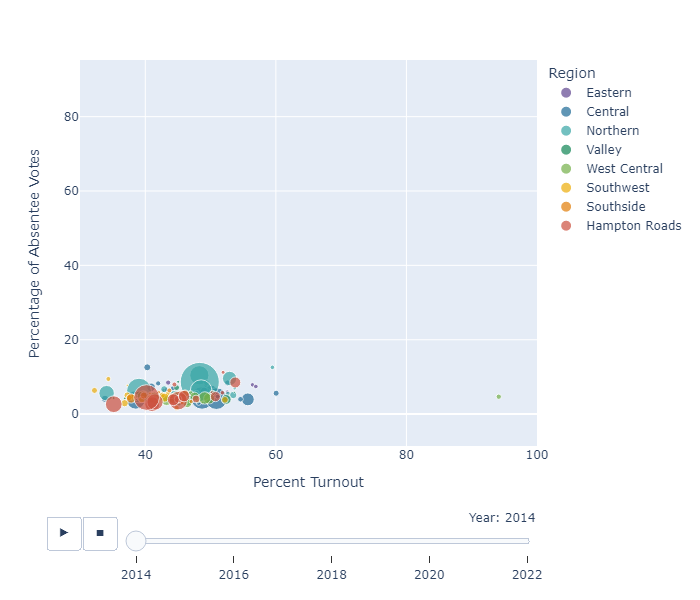 Region
Eastern
Central
Northern
Valley
West Central
Southwest
Southside
Hampton Roads
Percentage of Absentee Votes
80
60
40
20
0
40 60 80 100
Percent Turnout
Year: 2014
2014 2016 2018 2020 2022